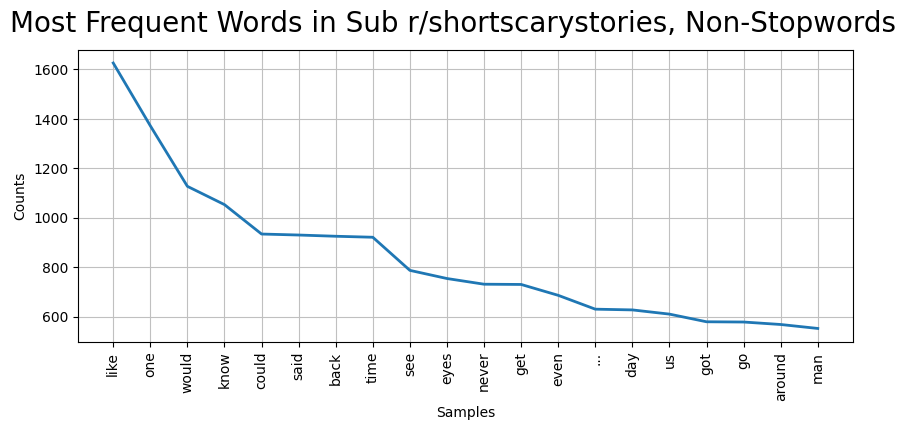 Most Frequent Words in Sub r/shortscarystories, Non-Stopwords
1600
1400
1200
1000
800
600
Counts
like
one
would
know
could
said
back
time
see
eyes
never
get
even
...
day
us
got
go
around
man
Samples